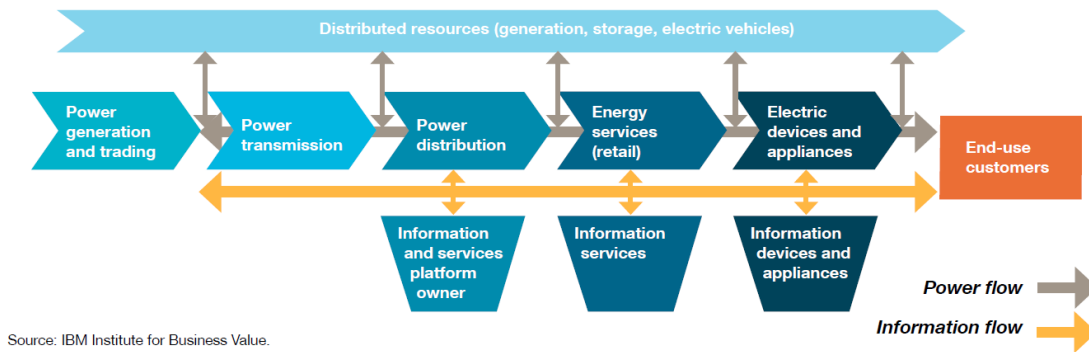 Distributed resources (generation, storage, electric vehicles)
Power
generation
and trading
Power
transmission
Power
distribution
Energy
services
(retail)
Electric
devices and
appliances
End-use
customers
Information
and services
platform
owner
Information
services
Information
devices and
appliances
Power flow
Information flow
Source: IBM Institute for Business Value.